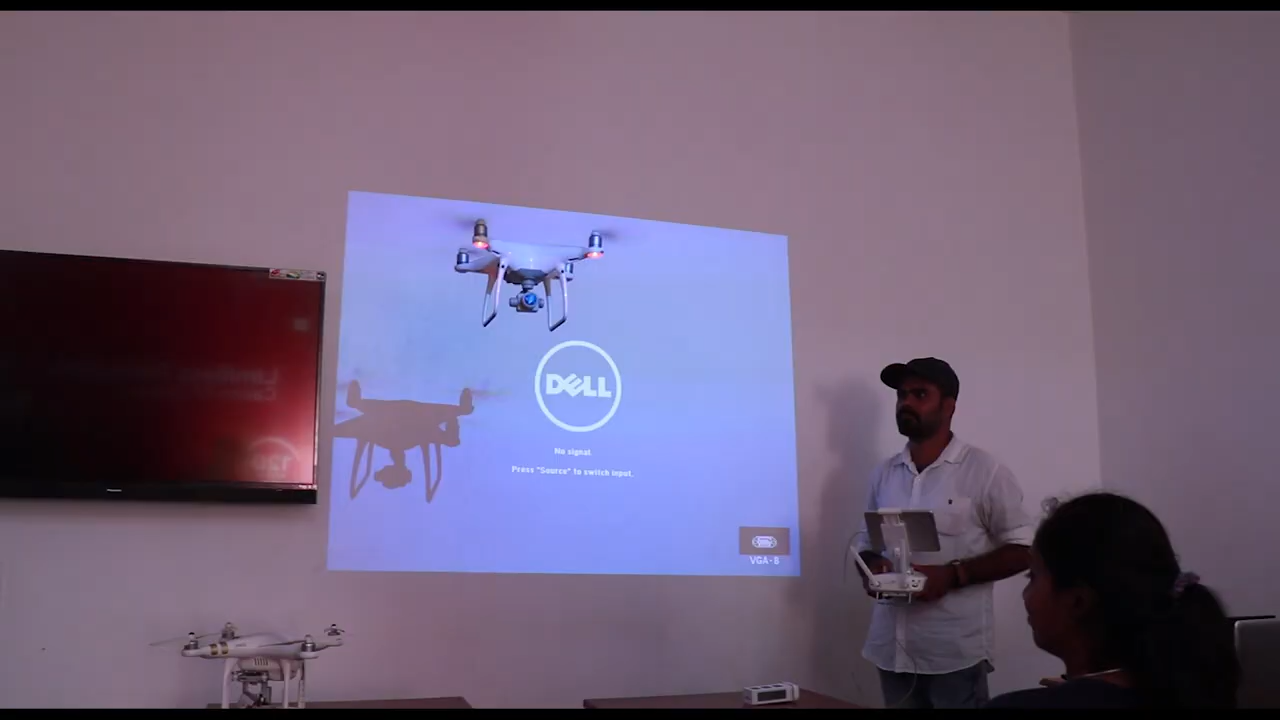 DELL
No signal
Press "Source" to switch input.
VGA-B